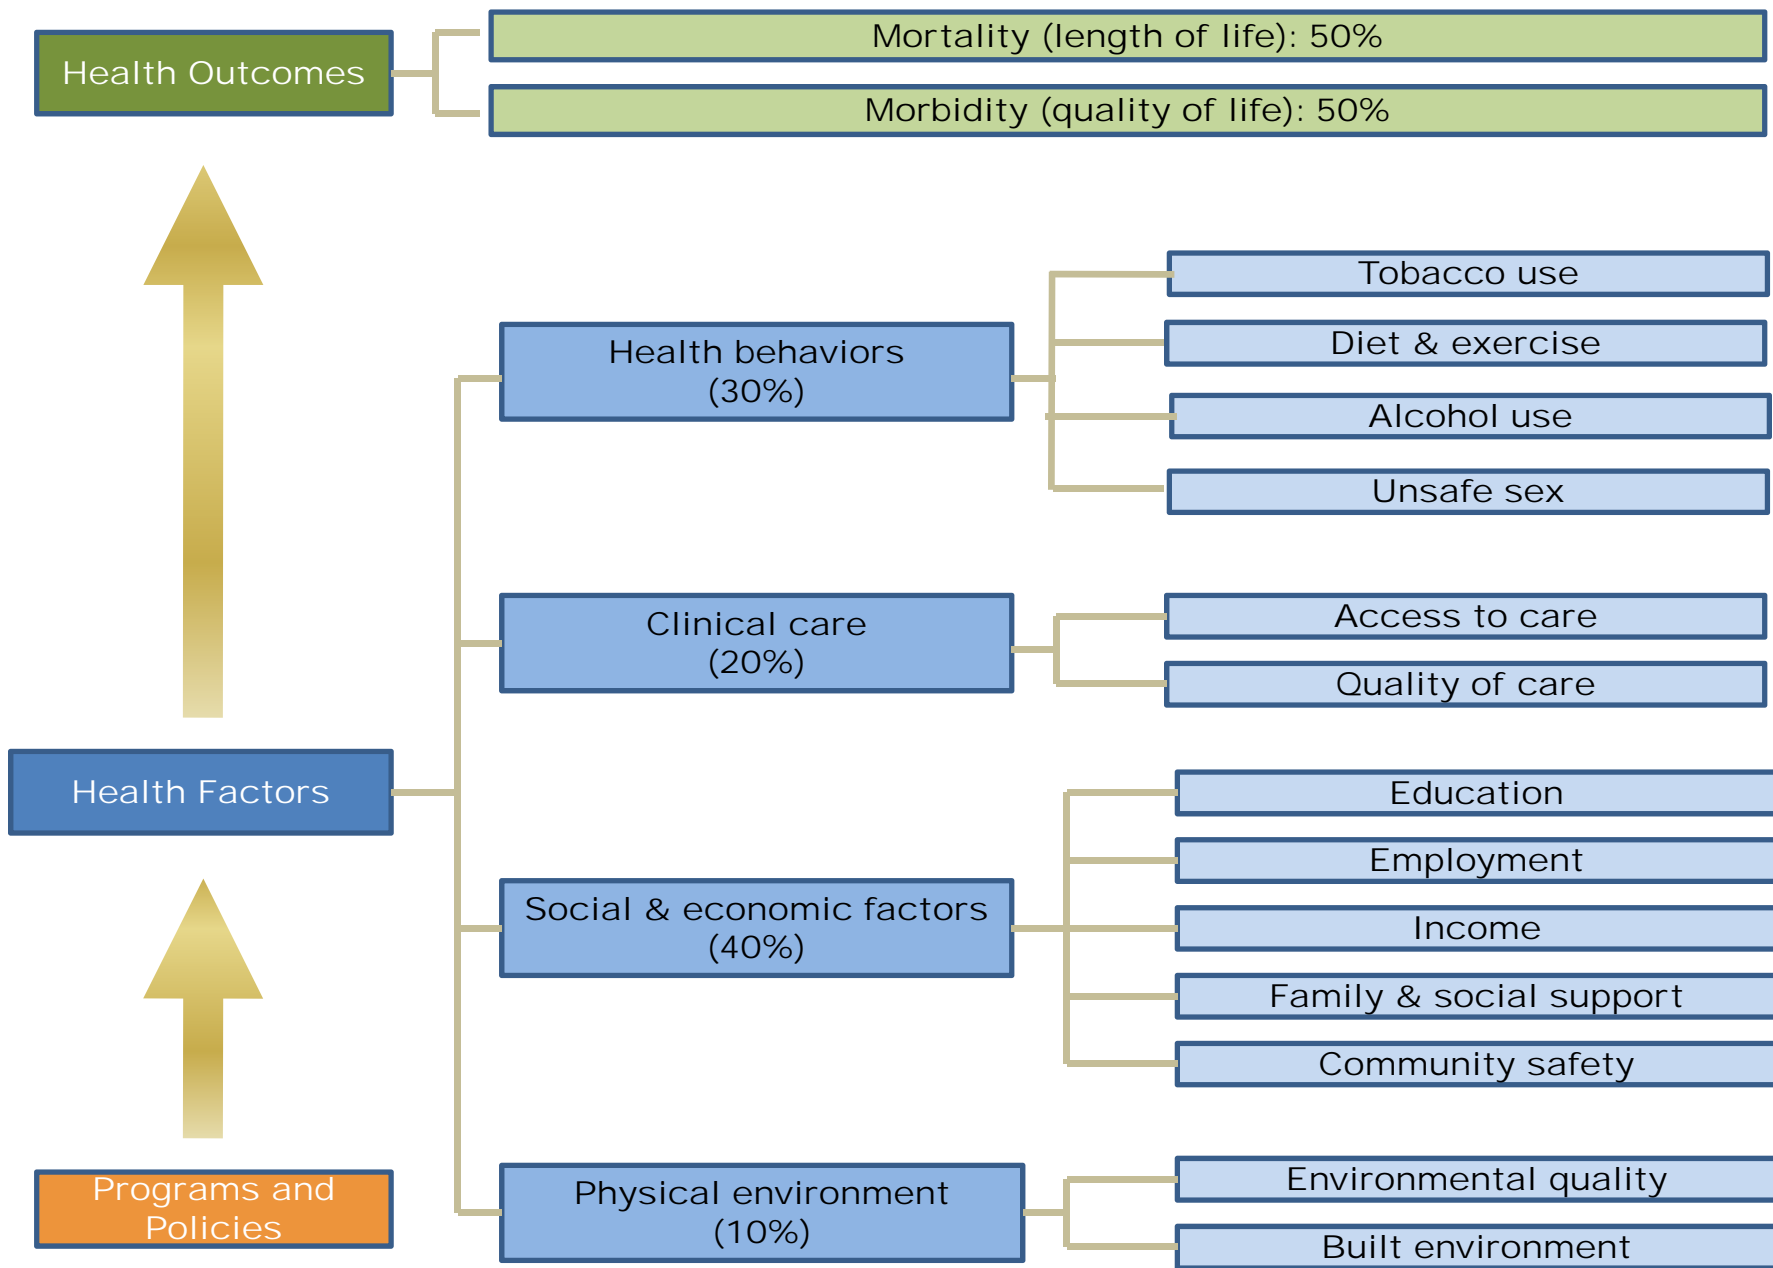 Health Outcomes
Mortality (length of life): 50%
Morbidity (quality of life): 50%
Health Factors
Health behaviors
(30%)
Tobacco use
Diet & exercise
Alcohol use
Unsafe sex
Clinical care
(20%)
Access to care
Quality of care
Social & economic factors
(40%)
Education
Employment
Income
Family & social support
Community safety
Physical environment
(10%)
Environmental quality
Built environment
Programs and
Policies